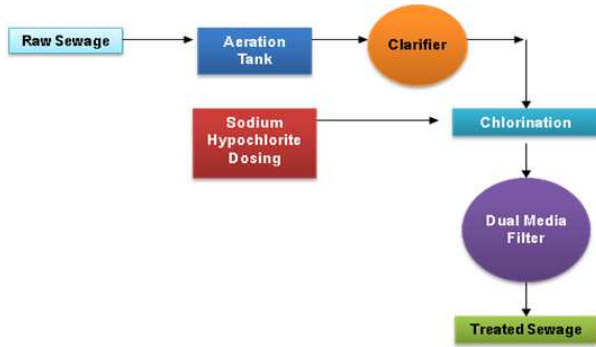 Raw Sewage
Aeration
Tank
Clarifier
Sodium
Hypochlorite
Dosing
Chlorination
Dual Media
Filter
Treated Sewage